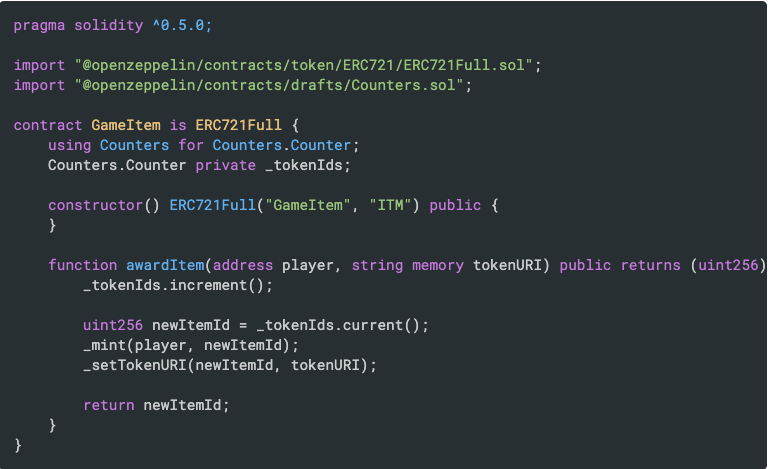 pragma solidity ^0.5.0;
import "@openzeppelin/contracts/token/ERC721/ERC721Full.sol";
import "@openzeppelin/contracts/drafts/Counters.sol";
contract GameItem is ERC721Full {
using Counters for Counters.Counter;
Counters.Counter private _tokenIds;
constructor() ERC721Full("GameItem", "ITM") public {
}
function awardItem(address player, string memory tokenURI) public returns (uint256)
_tokenIds.increment();
uint256 newItemId = _tokenIds.current();
_mint(player, newItemId);
_setTokenURI(newItemId, tokenURI);
return newItemId;
}
}